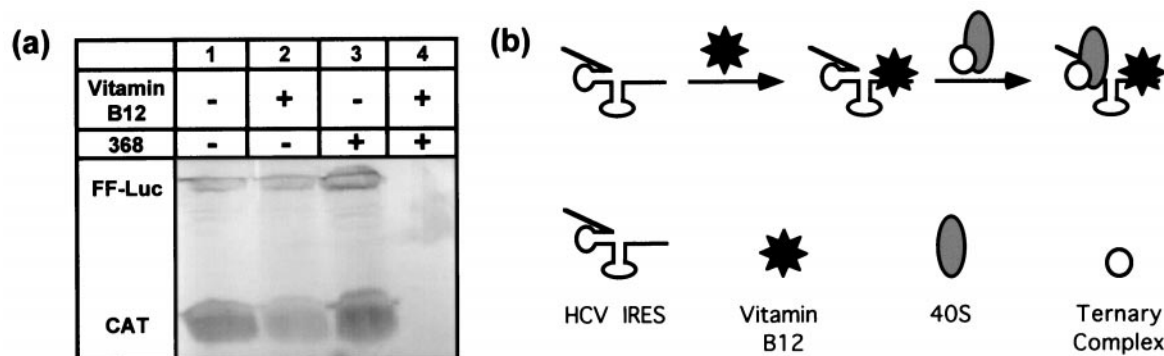 (a)
1 2 3 4
Vitamin
B12 - + - +
368 - - + +
FF-Luc
CAT
(b)
HCV IRES
Vitamin
B12
40S
Ternary
Complex